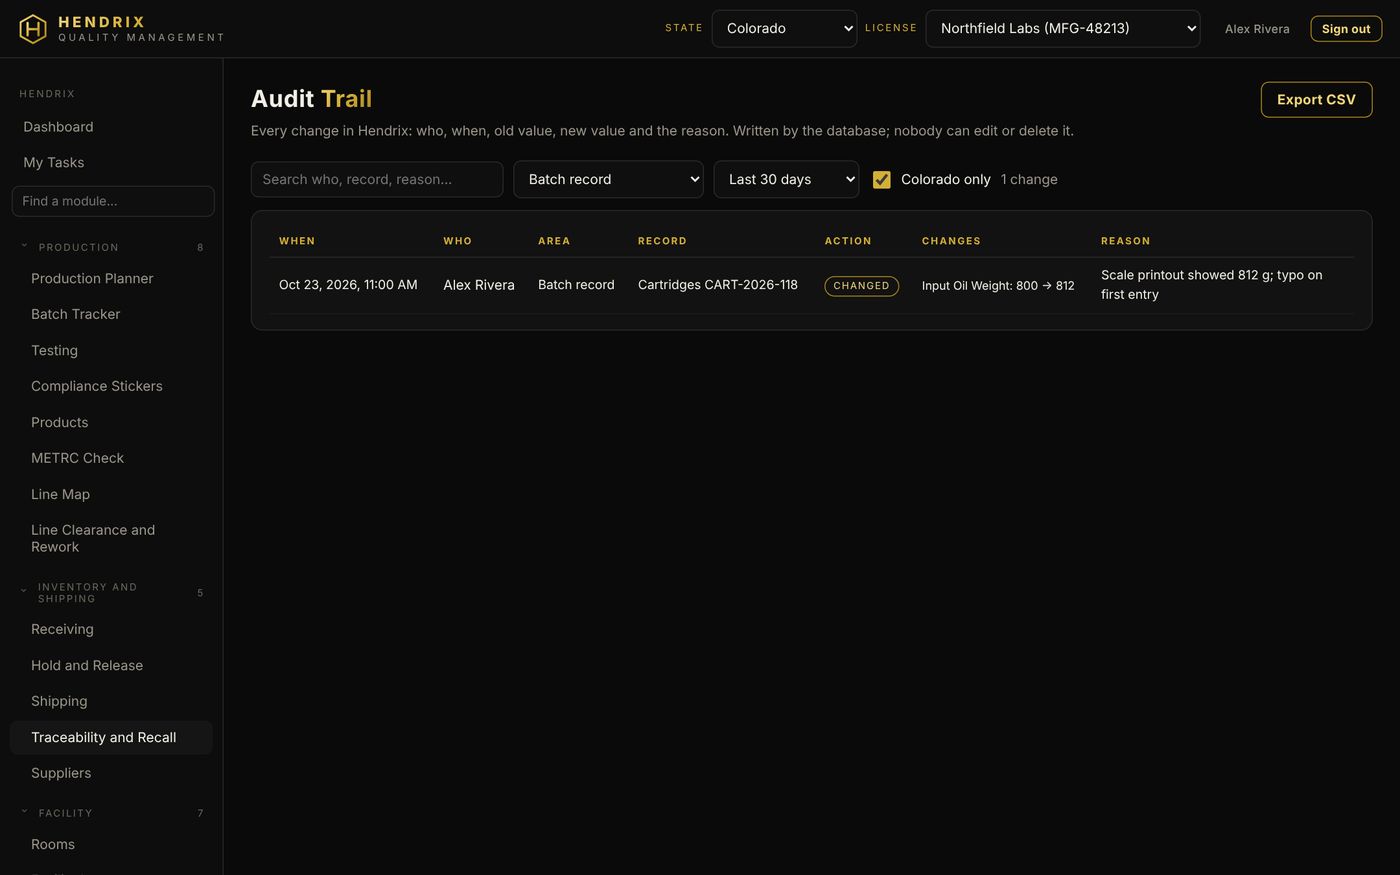 HENDRIX
QUALITY MANAGEMENT
STATE
Colorado
LICENSE
Northfield Labs (MFG-48213)
Alex Rivera
Sign out
HENDRIX
Dashboard
My Tasks
Find a module...
PRODUCTION 8
Production Planner
Batch Tracker
Testing
Compliance Stickers
Products
METRC Check
Line Map
Line Clearance and
Rework
INVENTORY AND
SHIPPING
5
Receiving
Hold and Release
Shipping
Traceability and Recall
Suppliers
FACILITY 7
Rooms
Audit Trail
Export CSV
Every change in Hendrix: who, when, old value, new value and the reason. Written by the database; nobody can edit or delete it.
Search who, record, reason...
Batch record
Last 30 days
Colorado only
1 change
WHEN WHO AREA RECORD ACTION CHANGES REASON
Oct 23, 2026, 11:00 AM Alex Rivera Batch record Cartridges CART-2026-118 CHANGED Input Oil Weight: 800 → 812
Scale printout showed 812 g; typo on
first entry